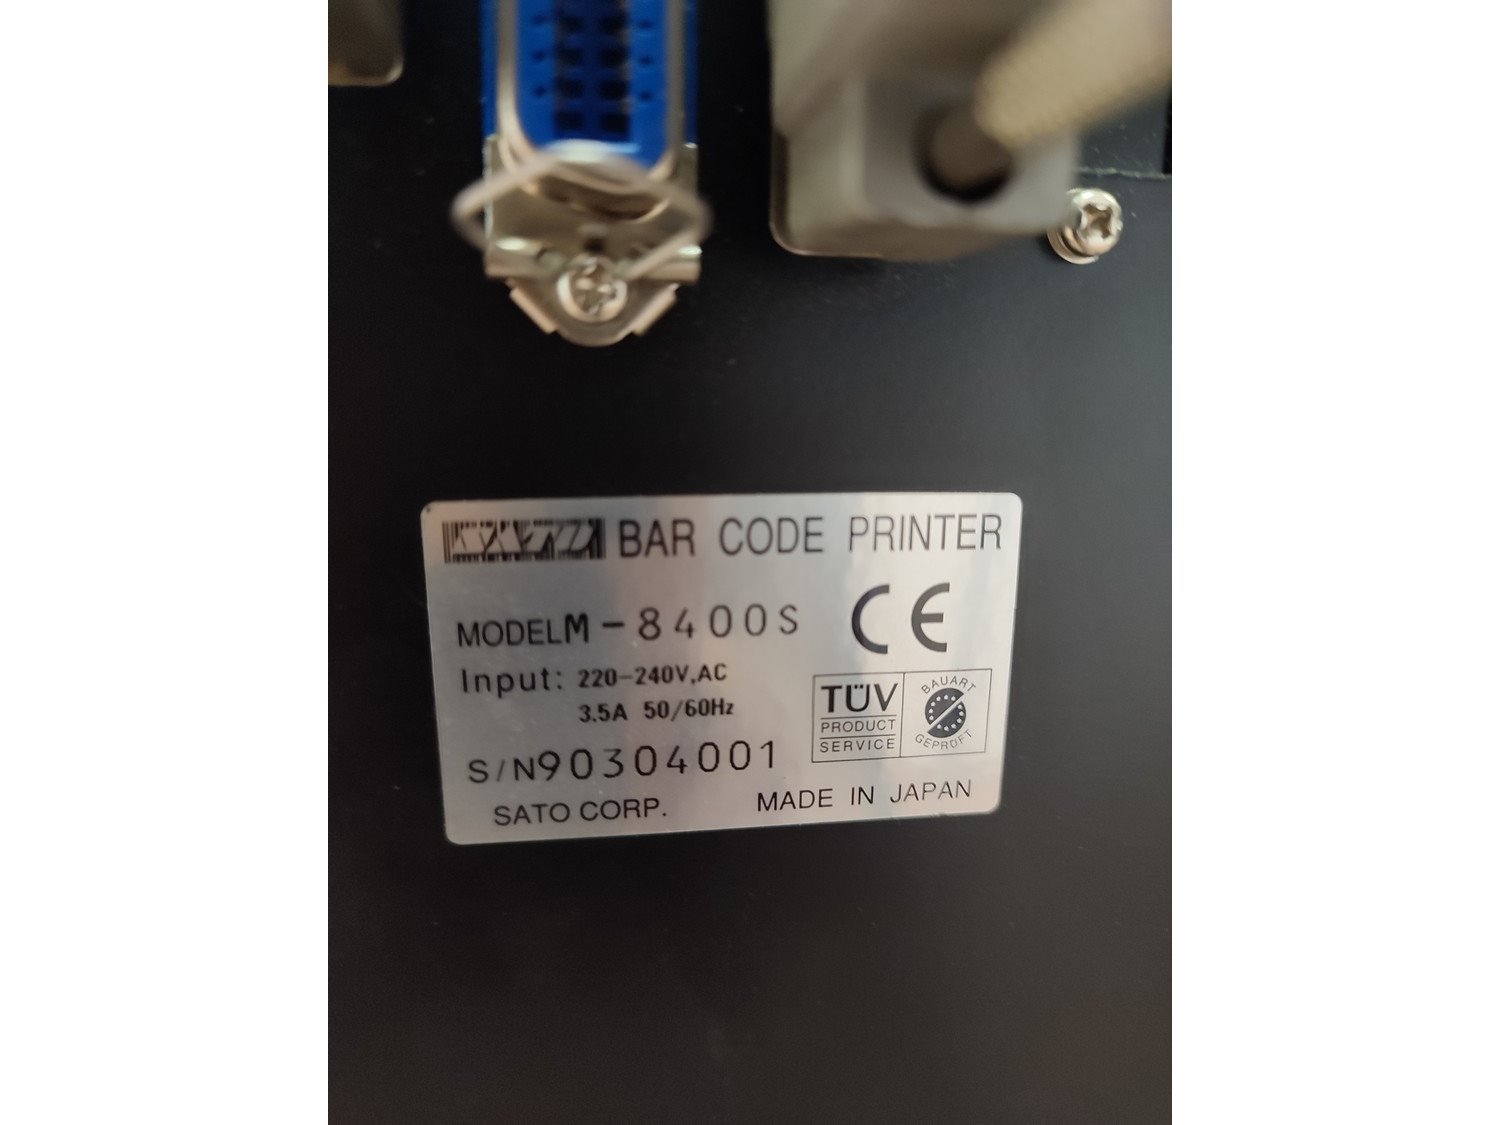 BAR CODE PRINTER
MODEL M-8400S
CE
Input: 220-240V,AC
3.5A 50/60Hz
TÜV
PRODUCT
SERVICE
BAUART
GEPRÜFT
S/N90304001
SATO CORP.
MADE IN JAPAN